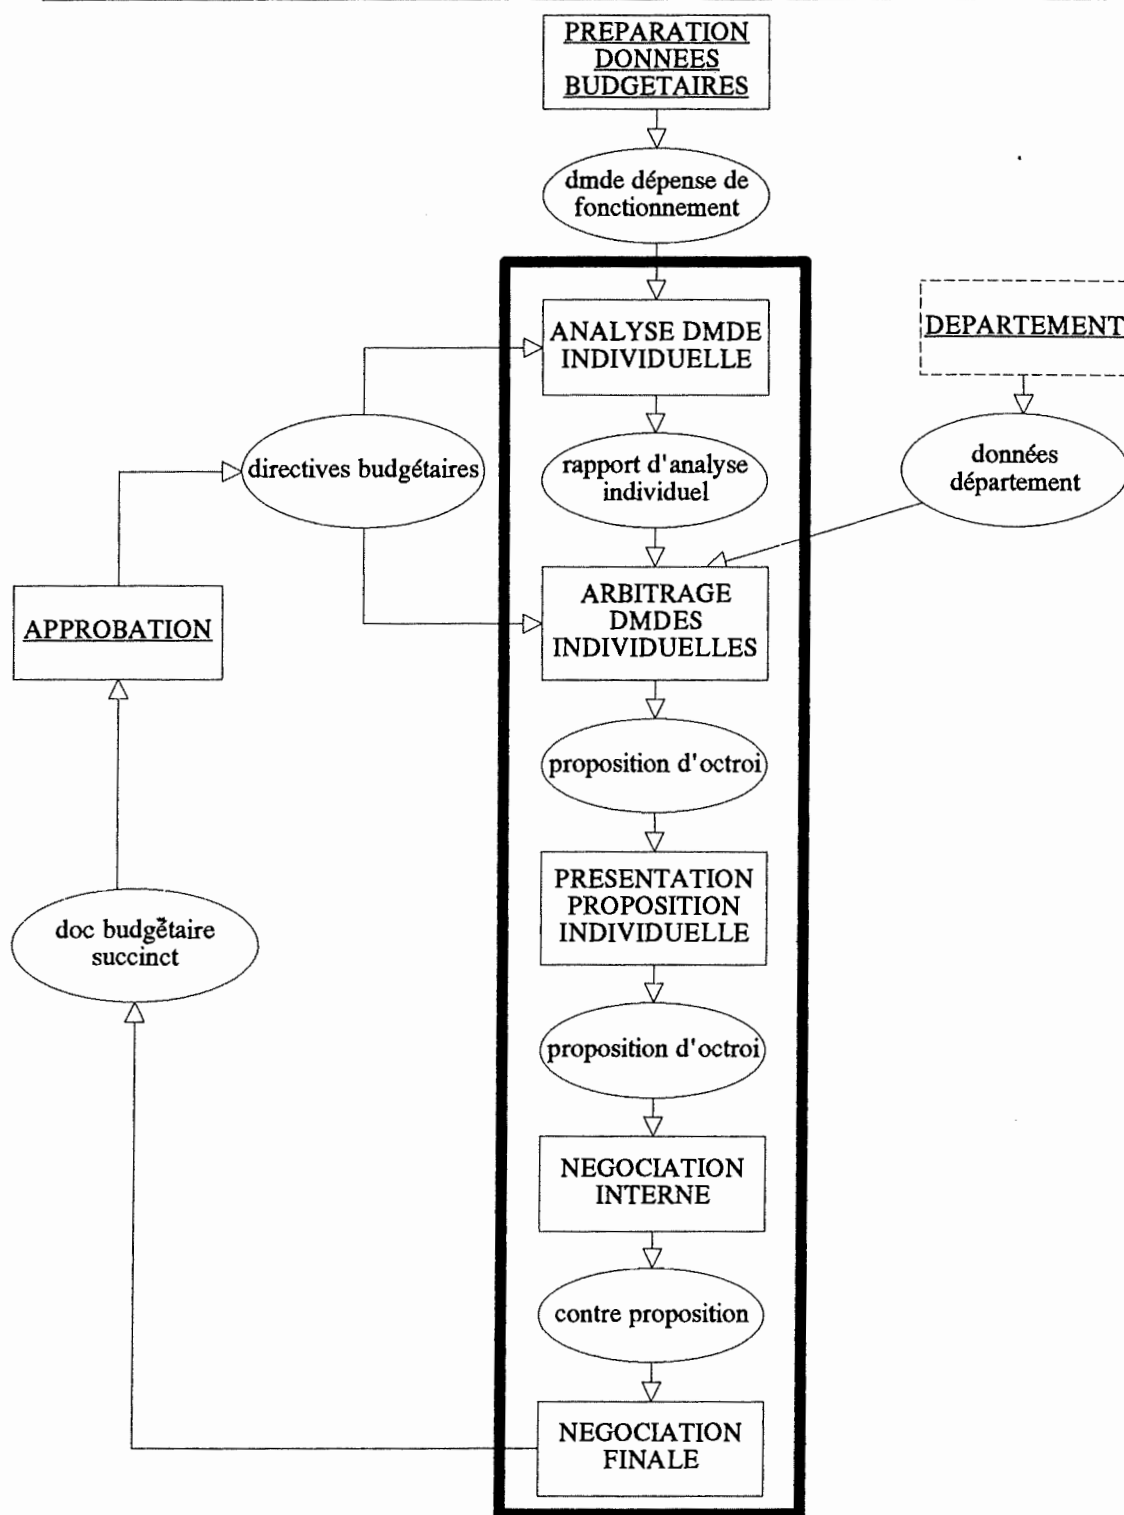 PREPARATION
DONNEES
BUDGETAIRES
dmde dépense de
fonctionnement
ANALYSE DMDE
INDIVIDUELLE
DEPARTEMENT
directives budgétaires
rapport d'analyse
individuel
données
département
APPROBATION
ARBITRAGE
DMDES
INDIVIDUELLES
proposition d'octroi
PRESENTATION
PROPOSITION
INDIVIDUELLE
doc budgétaire
succinct
proposition d'octroi
NEGOCIATION
INTERNE
contre proposition
NEGOCIATION
FINALE